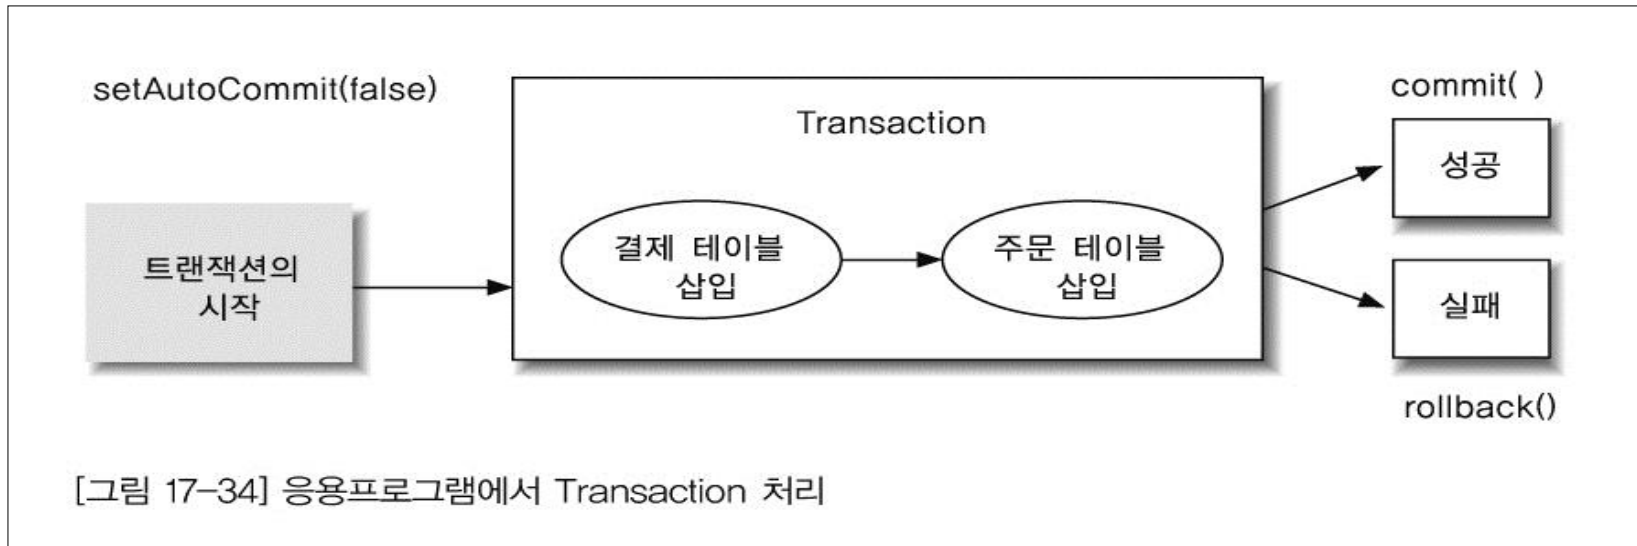 setAutoCommit(false)
트랜잭션의
시작
Transaction
결제 테이블
삽입
주문 테이블
삽입
commit( )
성공
실패
rollback()
[그림 17-34] 응용프로그램에서 Transaction 처리